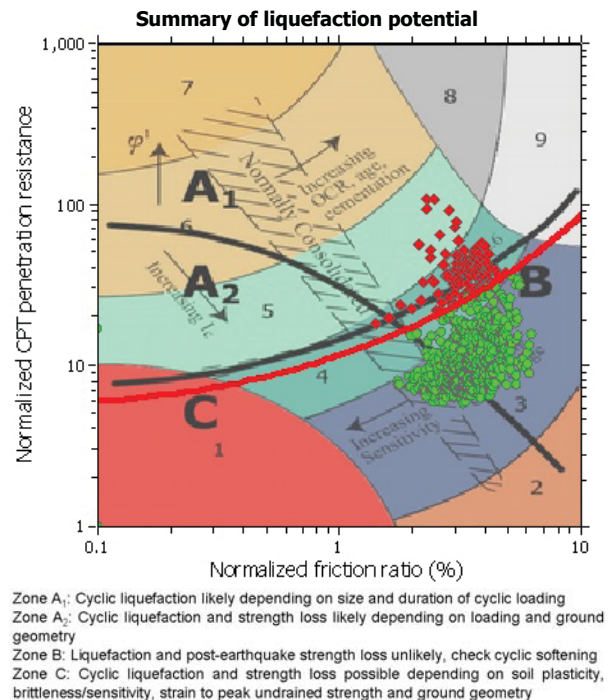 Summary of liquefaction potential
Normalized CPT penetration resistance
1,000
100
10
1
7
8
9
φ'
Increasing
OCR, age,
cementation
Normally Consolidated
A1
6
A2
Increasing Ic
5
B
4
C
3
1
Increasing
Sensitivity
2
0.1
1
10
Normalized friction ratio (%)
Zone A1: Cyclic liquefaction likely depending on size and duration of cyclic loading
Zone A2: Cyclic liquefaction and strength loss likely depending on loading and ground
geometry
Zone B: Liquefaction and post-earthquake strength loss unlikely, check cyclic softening
Zone C: Cyclic liquefaction and strength loss possible depending on soil plasticity,
brittleness/sensitivity, strain to peak undrained strength and ground geometry